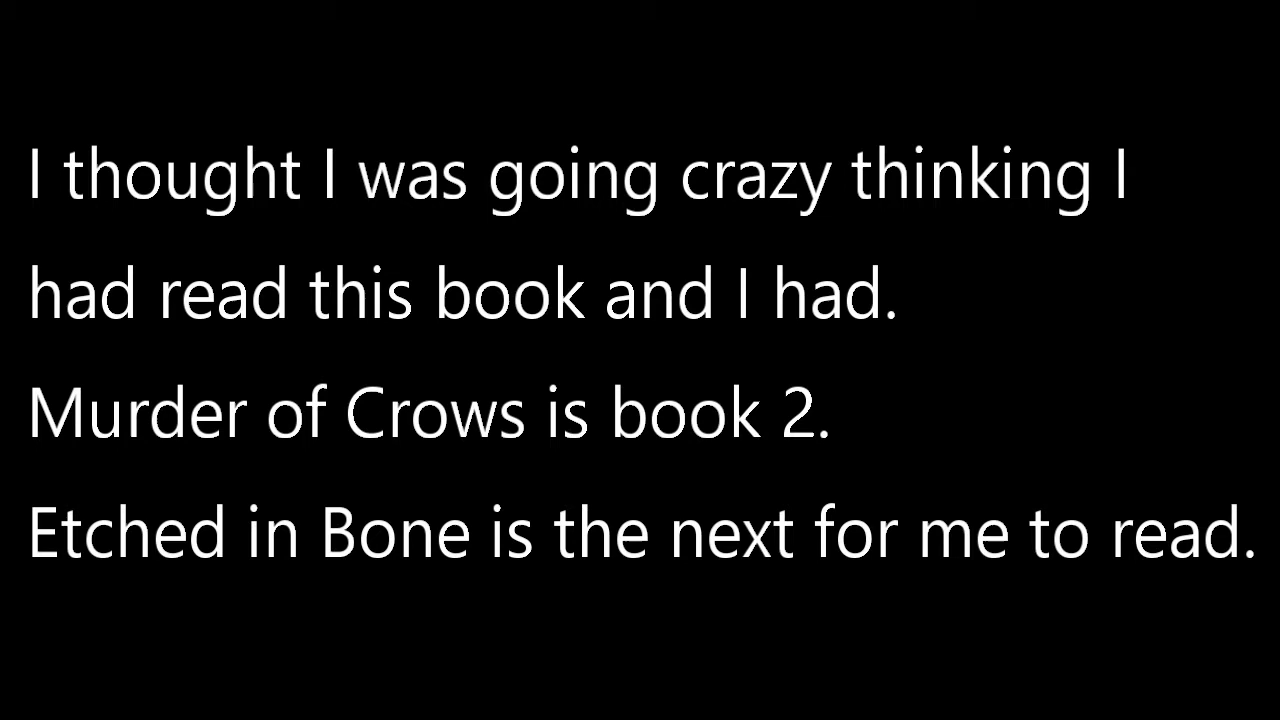 I thought I was going crazy thinking I
had read this book and I had.
Murder of Crows is book 2.
Etched in Bone is the next for me to read.